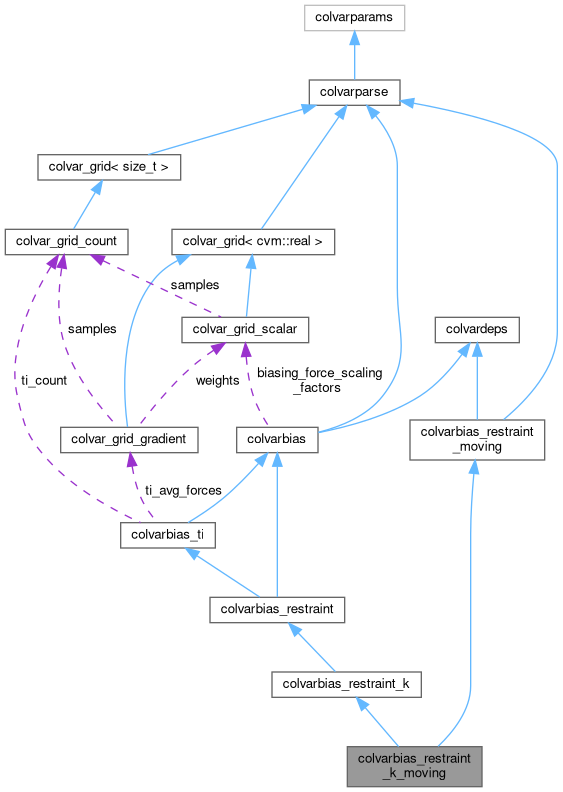 colvarparams
colvarparse
colvar_grid< size_t >
colvar_grid_count
colvar_grid< cvm::real >
samples
colvar_grid_scalar
colvardeps
samples
ti_count
weights
biasing_force_scaling
_factors
colvar_grid_gradient
colvarbias
colvarbias_restraint
_moving
ti_avg_forces
colvarbias_ti
colvarbias_restraint
colvarbias_restraint_k
colvarbias_restraint
_k_moving